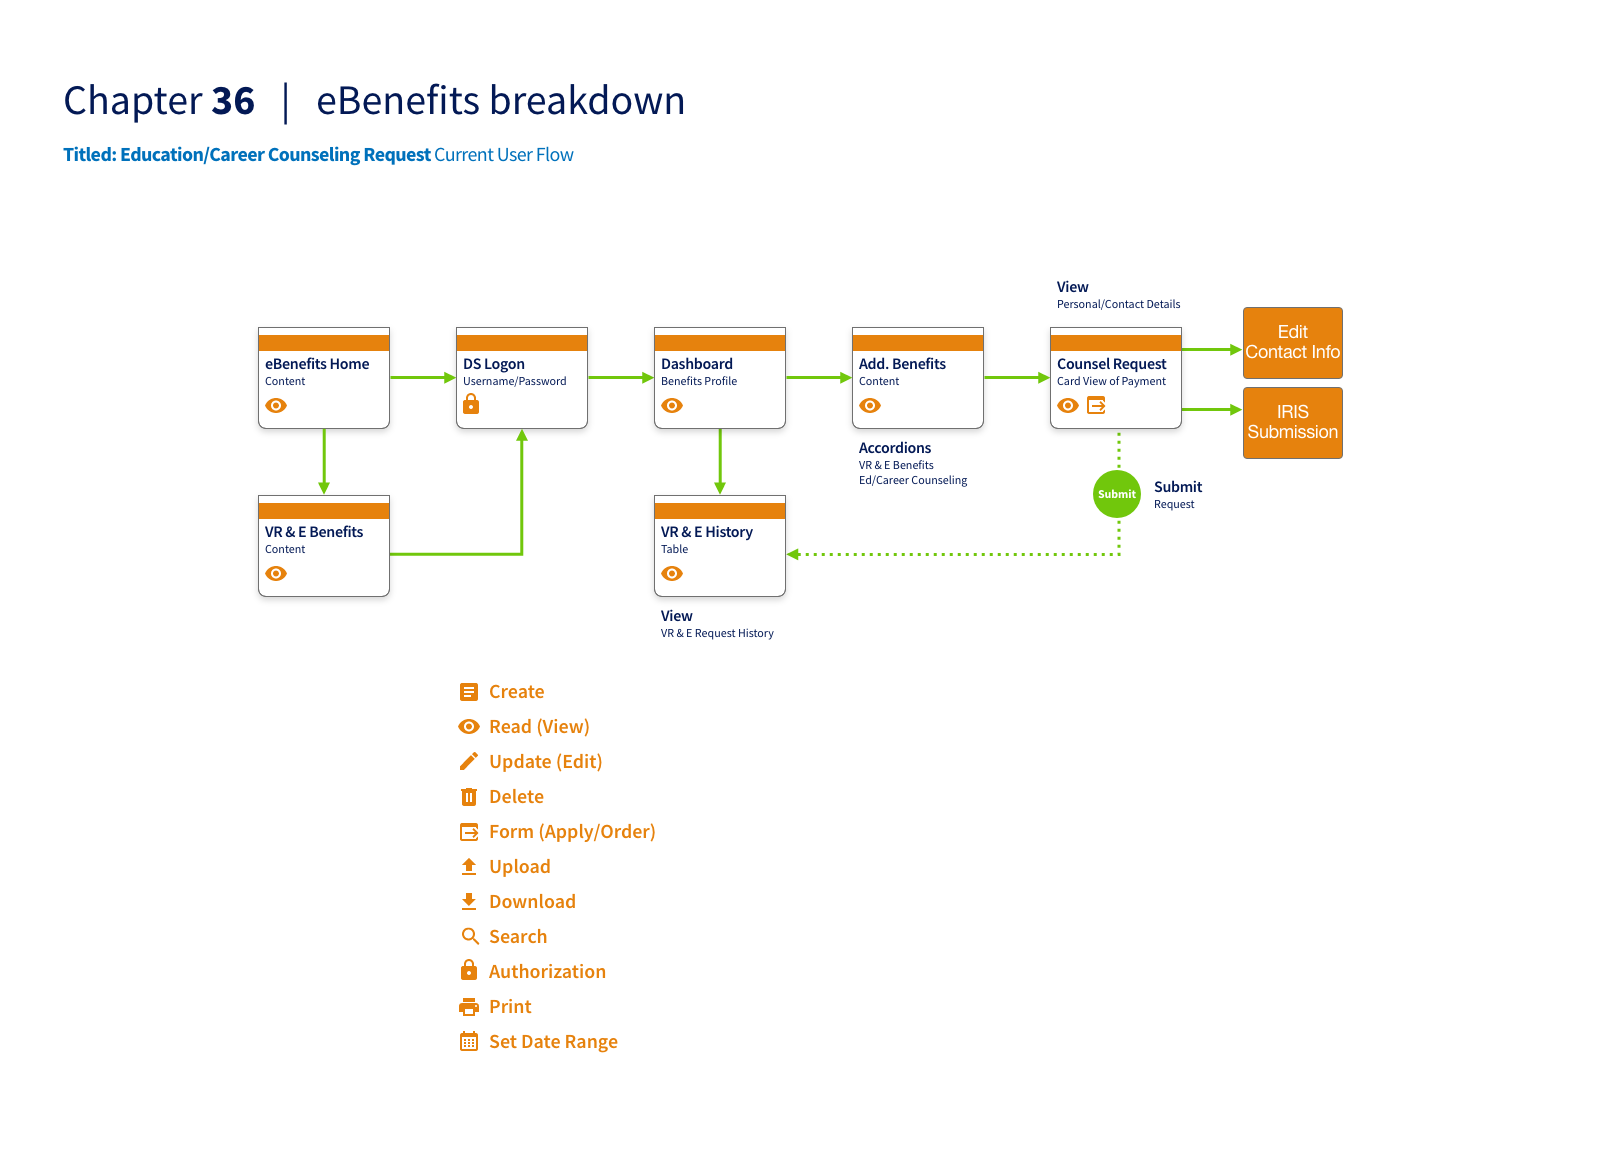 Chapter 36 | eBenefits breakdown
Titled: Education/Career Counseling Request Current User Flow
eBenefits Home
Content
DS Logon
Username/Password
Dashboard
Benefits Profile
Add. Benefits
Content
Accordions
VR & E Benefits
Ed/Career Counseling
View
Personal/Contact Details
Counsel Request
Card View of Payment
Edit
Contact Info
IRIS
Submission
Submit
Submit
Request
VR & E Benefits
Content
VR & E History
Table
View
VR & E Request History
Create
Read (View)
Update (Edit)
Delete
Form (Apply/Order)
Upload
Download
Search
Authorization
Print
Set Date Range